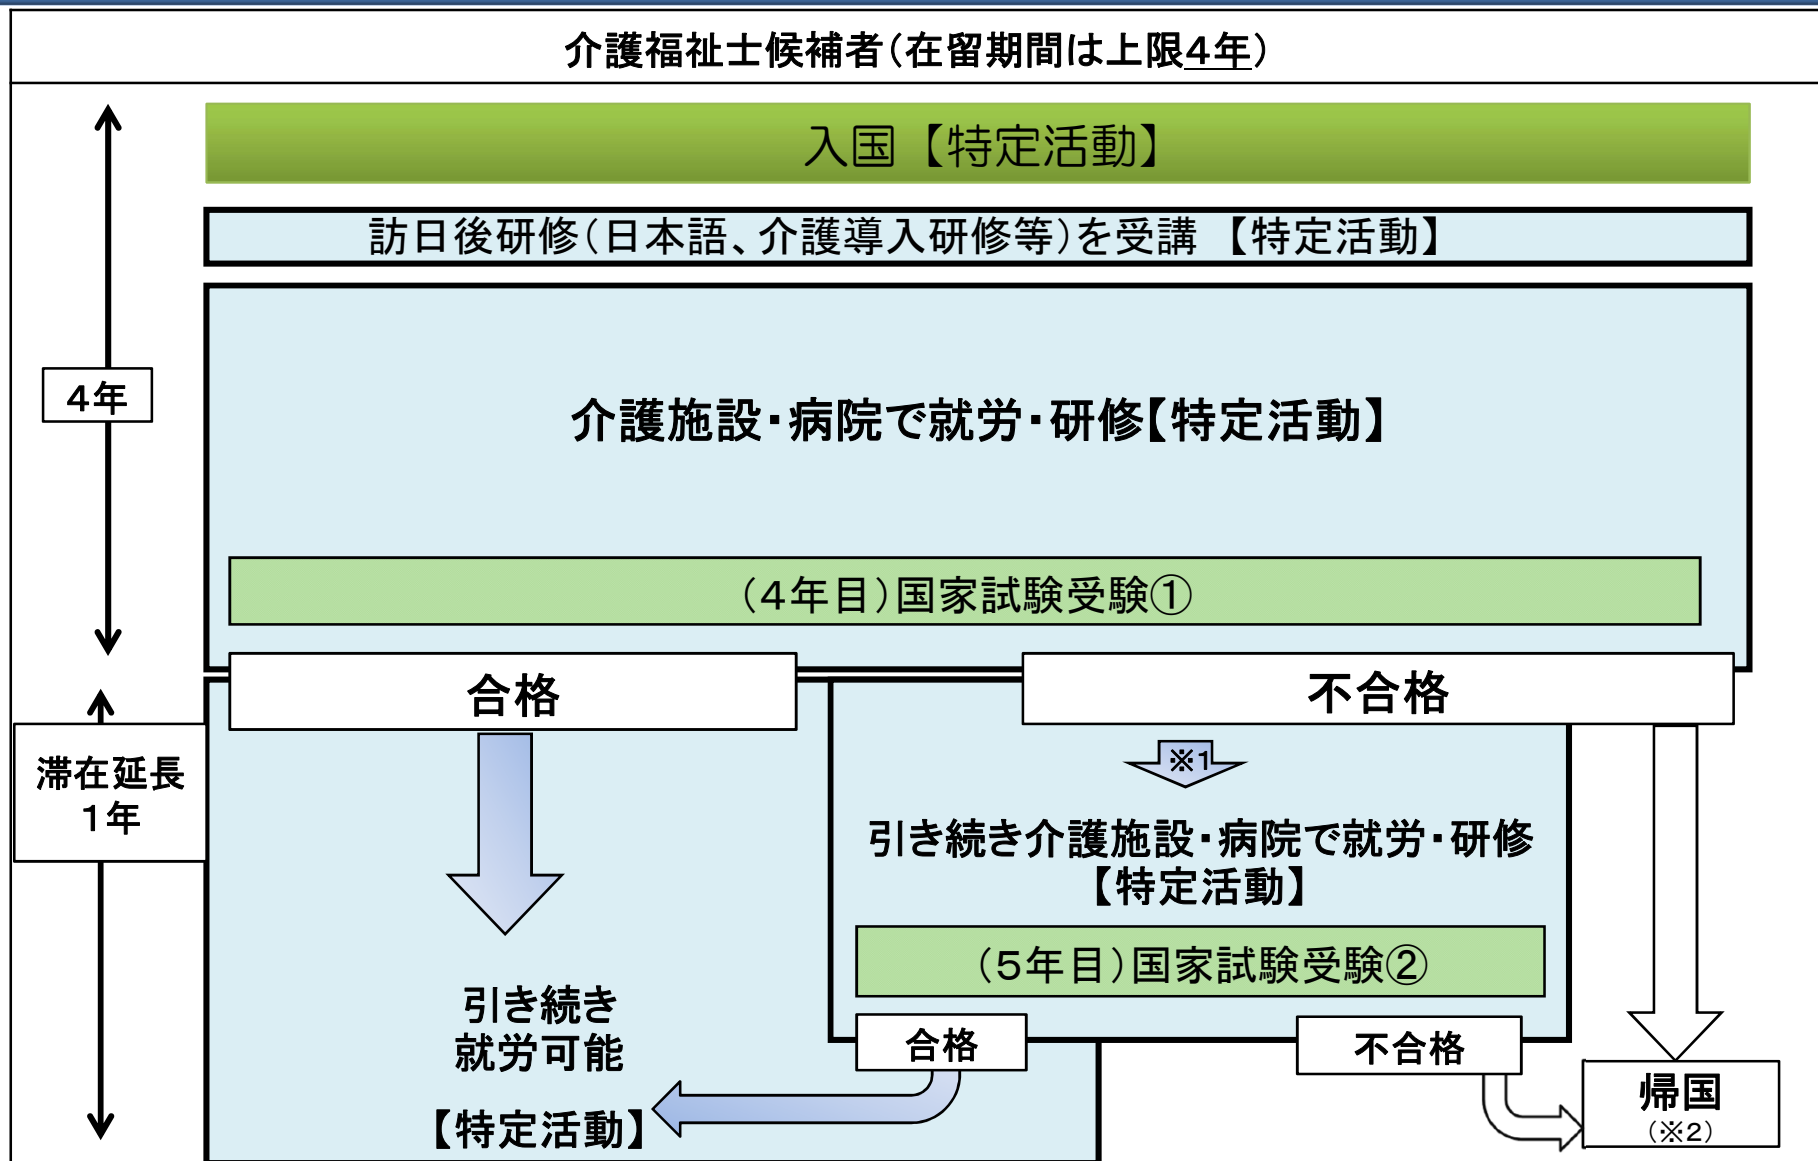 介護福祉士候補者(在留期間は上限４年)
入国【特定活動】
訪日後研修(日本語、介護導入研修等)を受講 【特定活動】
４年
介護施設・病院で就労・研修【特定活動】
(４年目)国家試験受験①
合格
不合格
滞在延長
１年
※1
引き続き介護施設・病院で就労・研修
【特定活動】
(５年目)国家試験受験②
引き続き
就労可能
【特定活動】
合格
不合格
帰国
(※２)